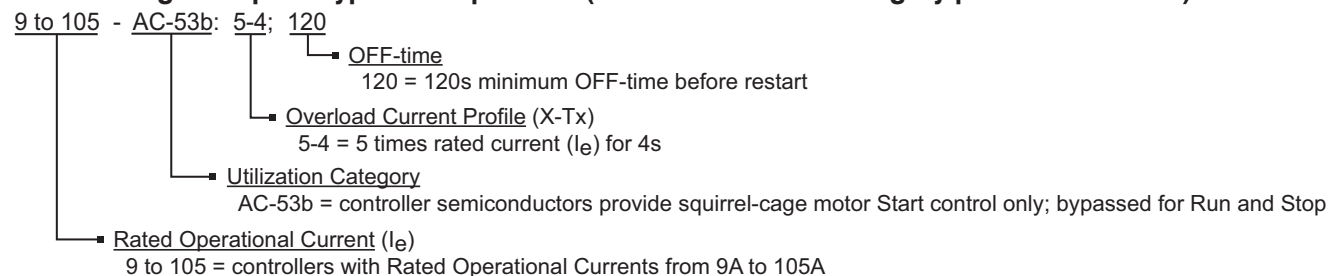 9 to 105 - AC-53b: 5-4; 120
OFF-time
120 = 120s minimum OFF-time before restart
Overload Current Profile (X-Tx)
5-4 = 5 times rated current (Ie) for 4s
Utilization Category
AC-53b = controller semiconductors provide squirrel-cage motor Start control only; bypassed for Run and Stop
Rated Operational Current (Ie)
9 to 105 = controllers with Rated Operational Currents from 9A to 105A